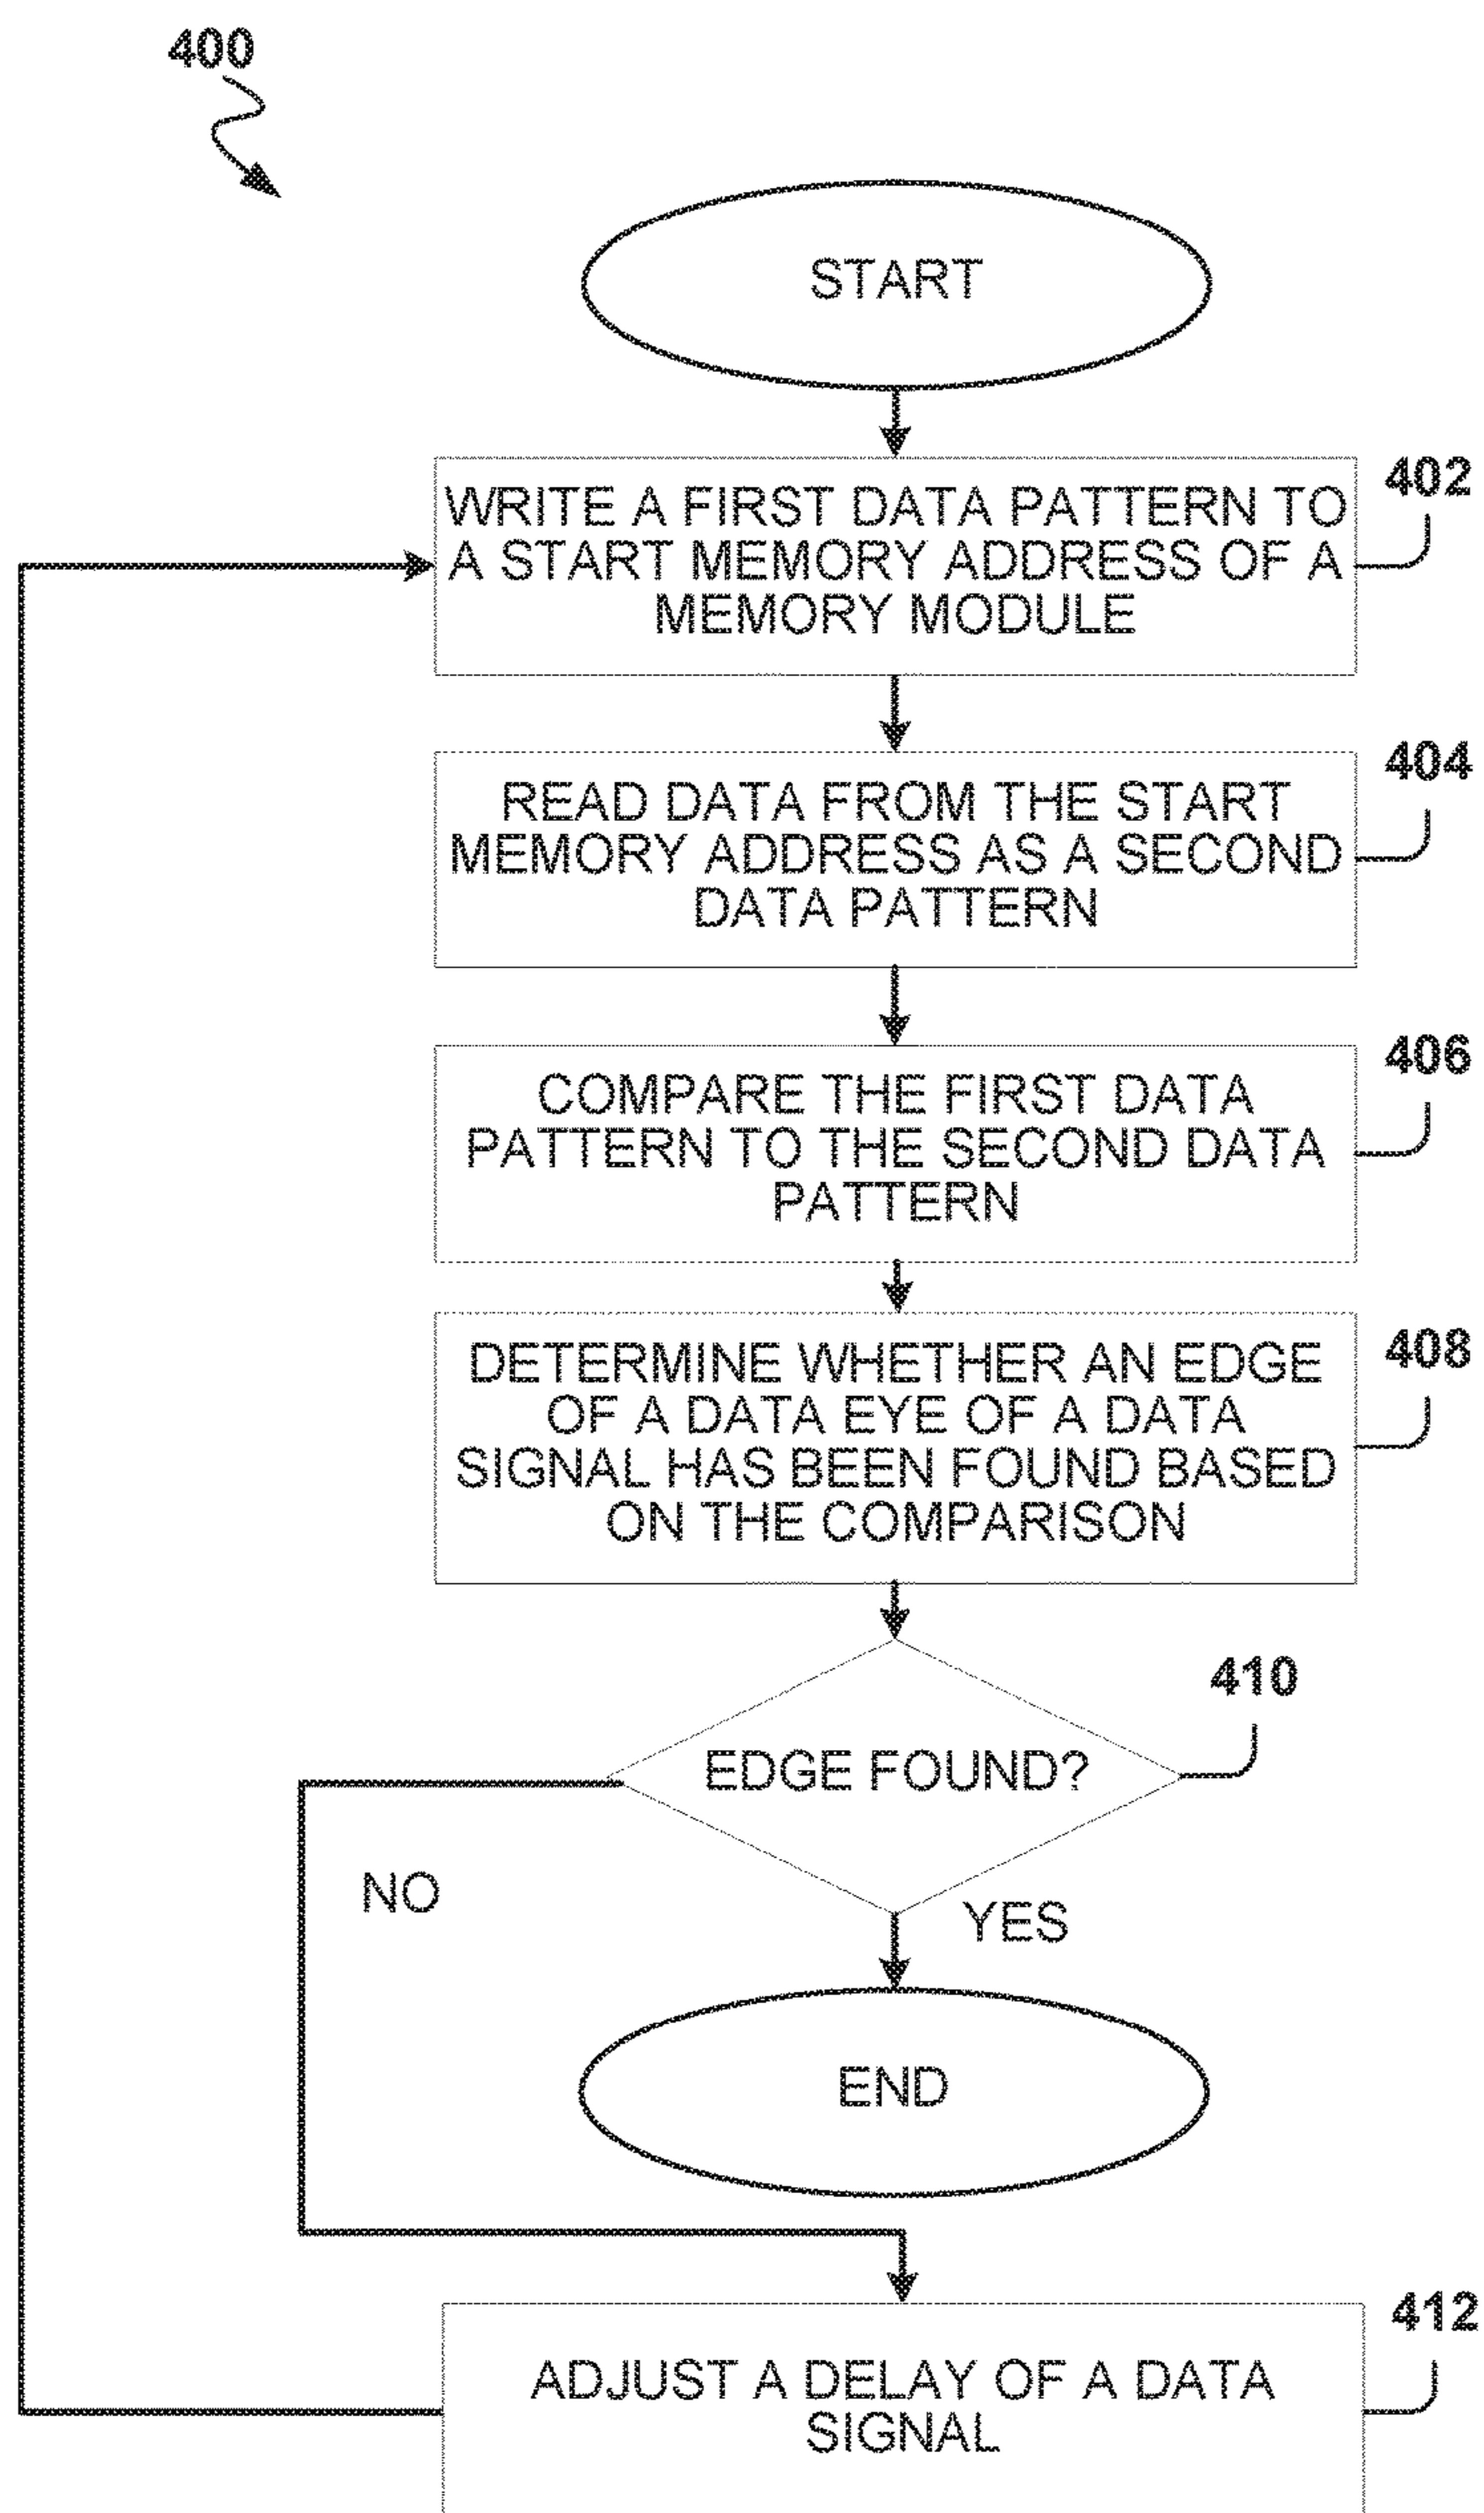 400
START
WRITE A FIRST DATA PATTERN TO
A START MEMORY ADDRESS OF A
MEMORY MODULE
402
READ DATA FROM THE START
MEMORY ADDRESS AS A SECOND
DATA PATTERN
404
COMPARE THE FIRST DATA
PATTERN TO THE SECOND DATA
PATTERN
406
DETERMINE WHETHER AN EDGE
OF A DATA EYE OF A DATA
SIGNAL HAS BEEN FOUND BASED
ON THE COMPARISON
408
EDGE FOUND?
410
NO
YES
END
ADJUST A DELAY OF A DATA
SIGNAL
412